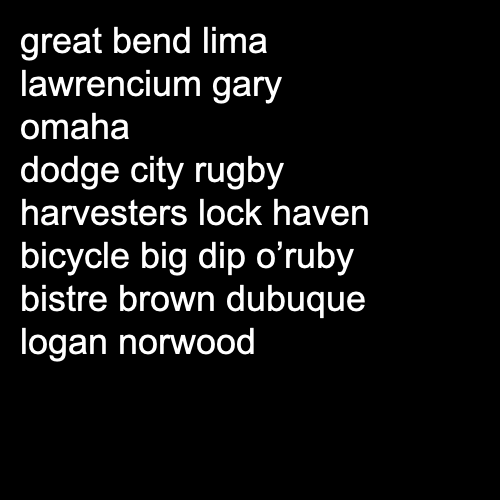 great bend lima
lawrencium gary
omaha
dodge city rugby
harvesters lock haven
bicycle big dip o’ruby
bistre brown dubuque
logan norwood